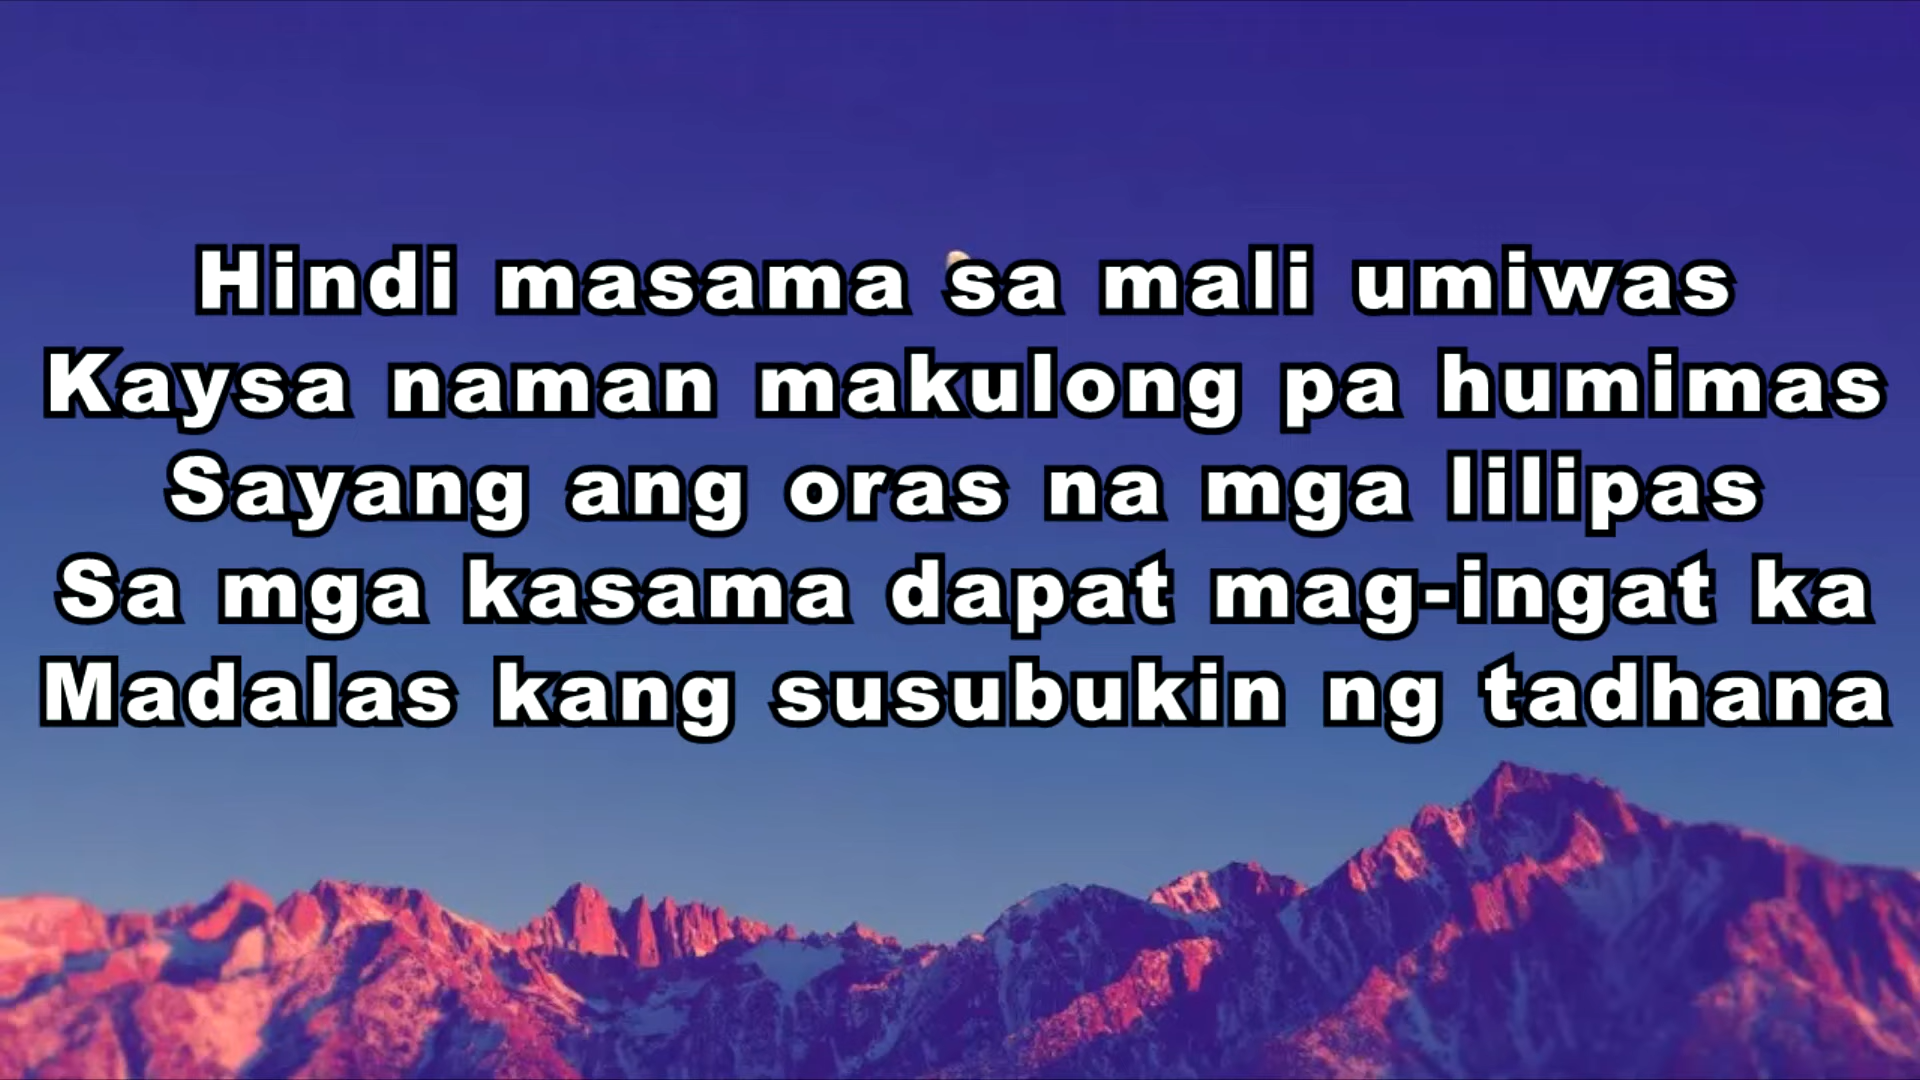 Hindi masama sa mali umiwas
Kaysa naman makulong pa humimas
Sayang ang oras na mga lilipas
Sa mga kasama dapat mag-ingat ka
Madalas kang susubukin ng tadhana